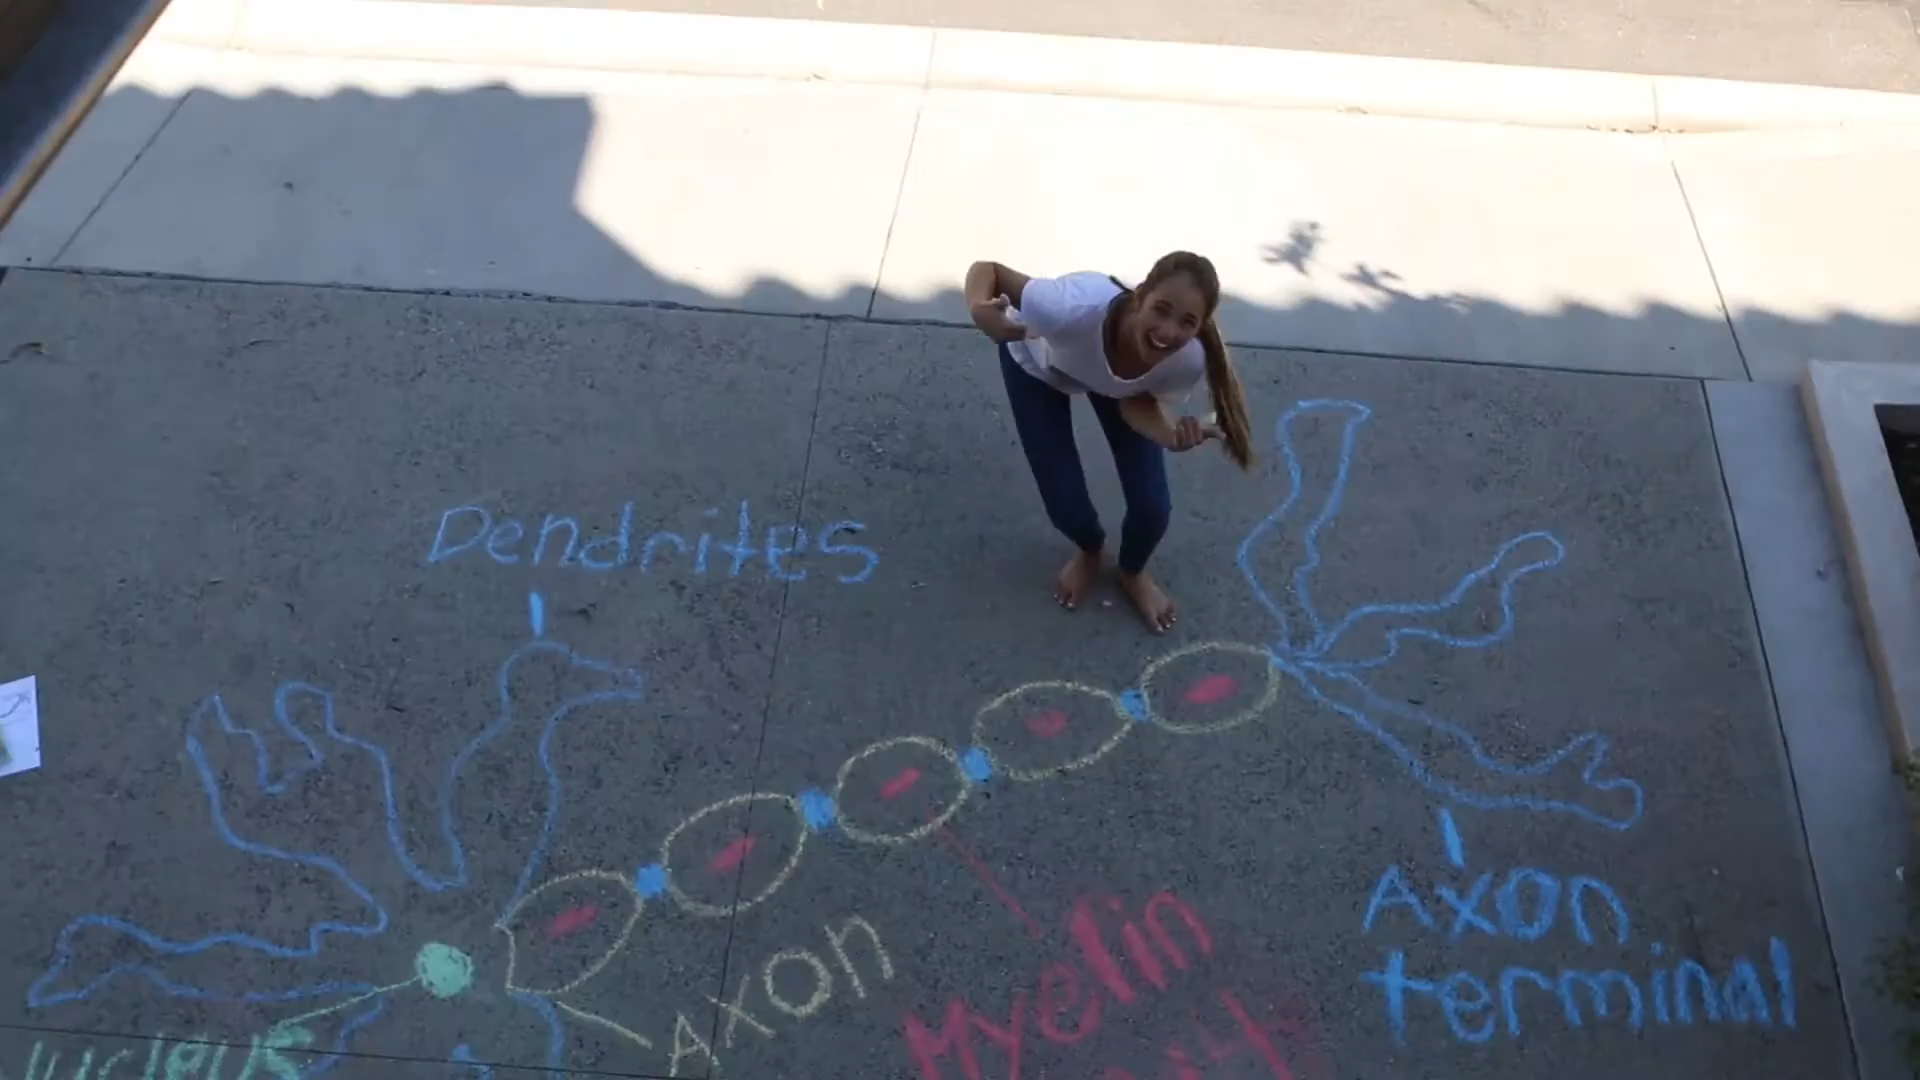 Dendrites
Axon
terminal
Axon
Myelin